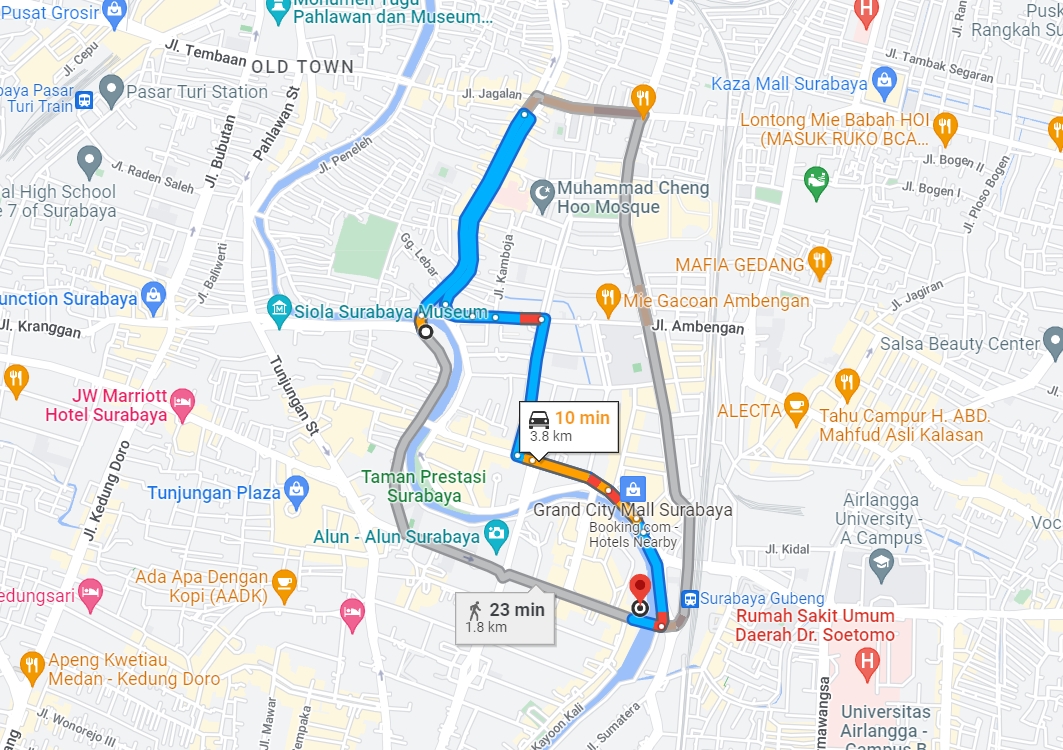 Pusat Grosir
Monumen Tugu
Pahlawan dan Museum...
Jl. Tembaan
OLD TOWN
Jl. Cepu
Pasar Turi Station
Turi Train
Jl. Bubutan
Pahlawan St
Jl. Jagalan
Jl. Peneleh
Jl. Raden Saleh
Kaza Mall Surabaya
Jl. Tambak Segaran
Lontong Mie Babah HOI
(MASUK RUKO BCA...
Jl. Bogen II
Jl. Bogen I
Jl. Ploso Bogen
High School
7 of Surabaya
Muhammad Cheng
Hoo Mosque
Gg. Lebar
Jl. Kamboja
Jl. Baliwerti
MAFIA GEDANG
Jl. Jagiran
unction Surabaya
Siola Surabaya Museum
Mie Gacoan Ambengan
Jl. Kranggan
Jl. Ambengan
Salsa Beauty Center
JW Marriott
Hotel Surabaya
Tunjungan St
10 min
3.8 km
ALECTA
Tahu Campur H. ABD.
Mahfud Asli Kalasan
Jl. Kedung Doro
Tunjungan Plaza
Taman Prestasi
Surabaya
Grand City Mall Surabaya
Booking.com -
Hotels Nearby
Airlangga
University -
A Campus
Alun - Alun Surabaya
Jl. Kidal
Ada Apa Dengan
Kopi (AADK)
edungsari
23 min
1.8 km
Surabaya Gubeng
Rumah Sakit Umum
Daerah Dr. Soetomo
Apeng Kwetiau
Medan - Kedung Doro
Jl. Wonorejo III
Jl. Mawar
Kayoon Kali
Jl. Sumatera
Universitas
Airlangga -
Campus B